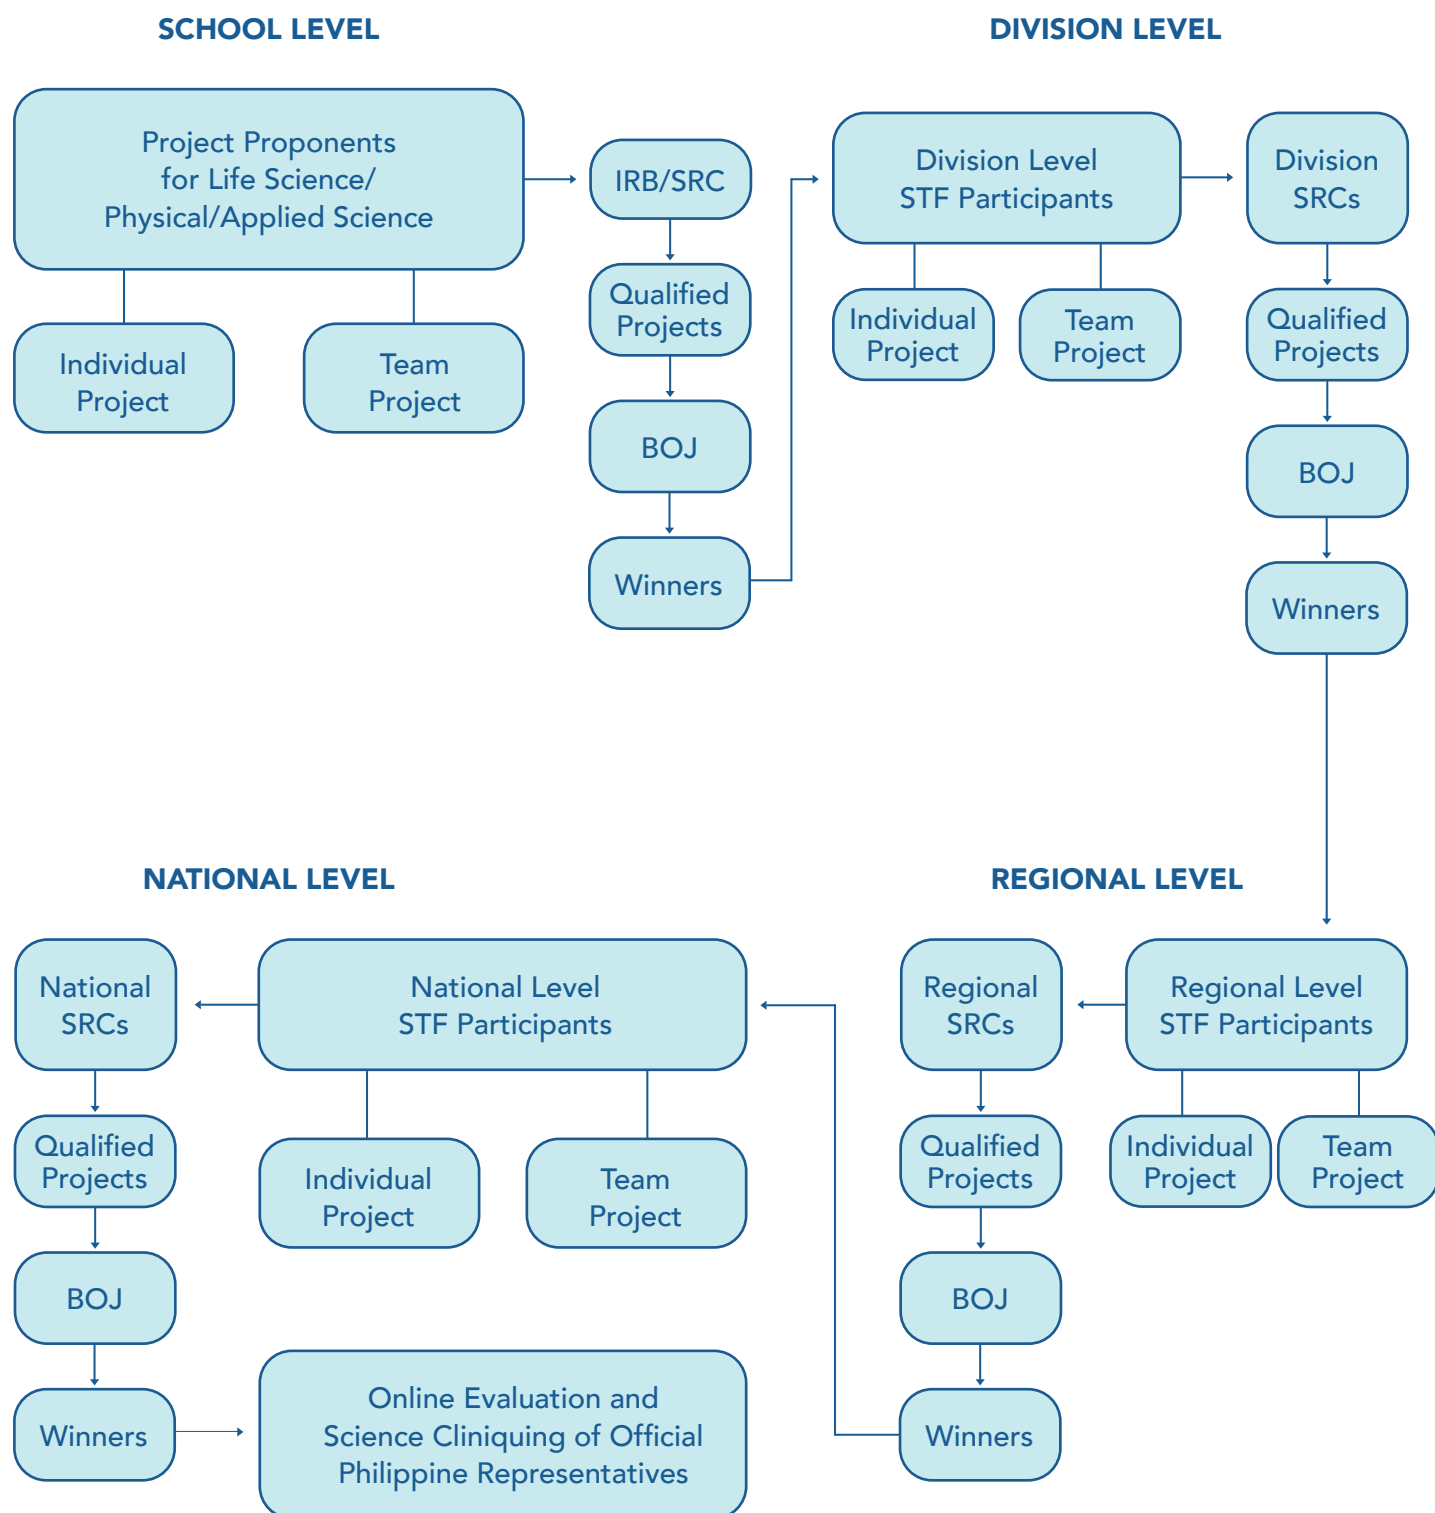 SCHOOL LEVEL
Project Proponents
for Life Science/
Physical/Applied Science
Individual
Project
Team
Project
IRB/SRC
Qualified
Projects
BOJ
Winners
DIVISION LEVEL
Division Level
STF Participants
Individual
Project
Team
Project
Division
SRCs
Qualified
Projects
BOJ
Winners
REGIONAL LEVEL
Regional Level
STF Participants
Individual
Project
Team
Project
Regional
SRCs
Qualified
Projects
BOJ
Winners
NATIONAL LEVEL
National Level
STF Participants
Individual
Project
Team
Project
National
SRCs
Qualified
Projects
BOJ
Winners
Online Evaluation and
Science Cliniquing of Official
Philippine Representatives